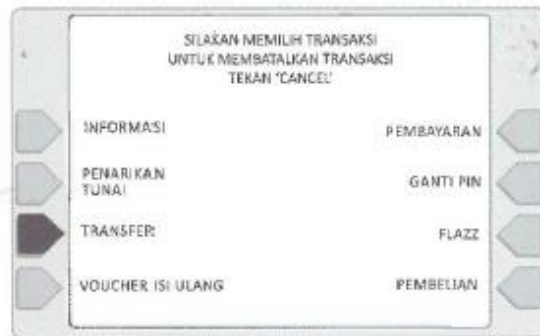 SILAKAN MEMILIH TRANSAKSI
UNTUK MEMBATALKAN TRANSAKSI
TEKAN 'CANCEL'
INFORMASI
PEMBAYARAN
PENARIKAN
TUNAI
GANTI PIN
TRANSFER
FLAZZ
VOUCHER ISI ULANG
PEMBELIAN